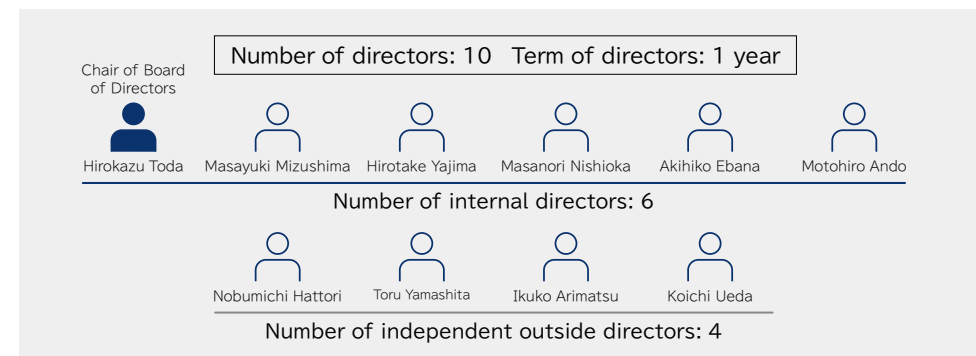 Number of directors: 10 Term of directors: 1 year
Chair of Board
of Directors
Hirokazu Toda
Masayuki Mizushima
Hirotake Yajima
Masanori Nishioka
Akihiko Ebana
Motohiro Ando
Number of internal directors: 6
Nobumichi Hattori
Toru Yamashita
Ikuko Arimatsu
Koichi Ueda
Number of independent outside directors: 4